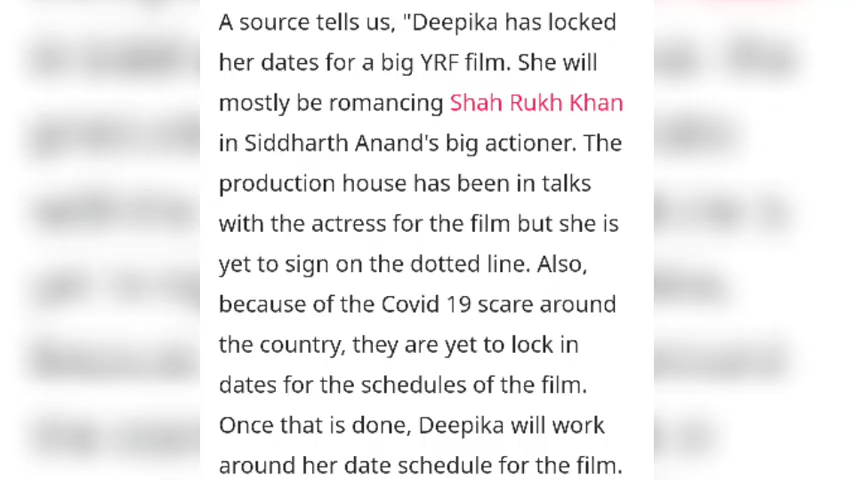 A source tells us, "Deepika has locked
her dates for a big YRF film. She will
mostly be romancing Shah Rukh Khan
in Siddharth Anand's big actioner. The
production house has been in talks
with the actress for the film but she is
yet to sign on the dotted line. Also,
because of the Covid 19 scare around
the country, they are yet to lock in
dates for the schedules of the film.
Once that is done, Deepika will work
around her date schedule for the film.